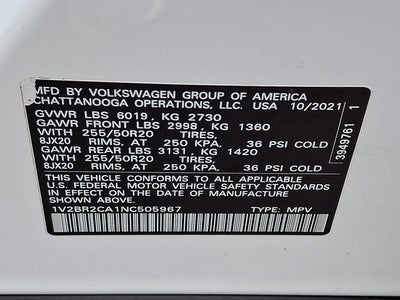 MFD BY VOLKSWAGEN GROUP OF AMERICA
CHATTANOOGA OPERATIONS, LLC. USA 10/2021
GVWR LBS 6019, KG 2730
GAWR FRONT LBS 2998, KG 1360
WITH 255/50R20 TIRES,
8JX20 RIMS, AT 250 KPA, 36 PSI COLD
GAWR REAR LBS 3131, KG 1420
WITH 255/50R20 TIRES,
8JX20 RIMS, AT 250 KPA, 36 PSI COLD
THIS VEHICLE CONFORMS TO ALL APPLICABLE
U.S. FEDERAL MOTOR VEHICLE SAFETY STANDARDS
IN EFFECT ON THE DATE OF MANUFACTURE
SHOWN ABOVE.
1V2BR2CA1NC505967 TYPE: MPV
3949761 1